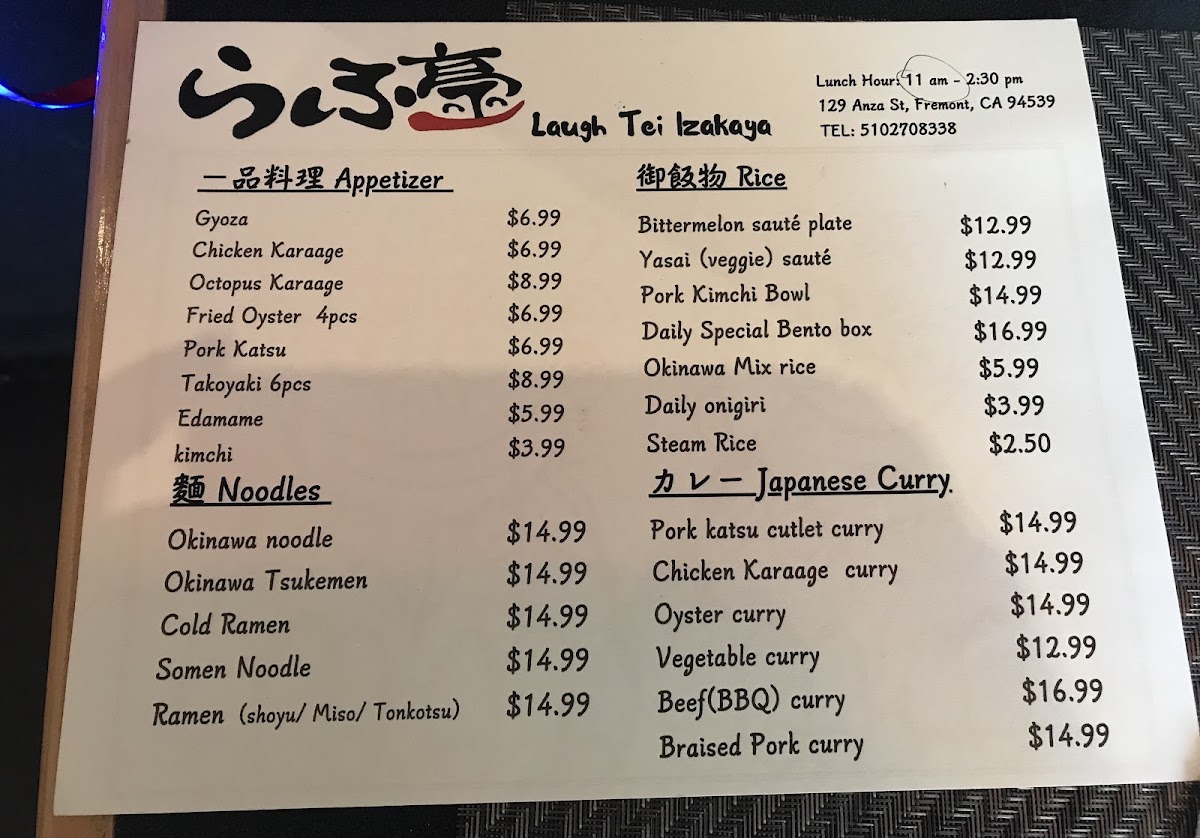 らふ亭
Laugh Tei Izakaya
Lunch Hour: 11 am - 2:30 pm
129 Anza St, Fremont, CA 94539
TEL: 5102708338
一品料理 Appetizer
Gyoza $6.99
Chicken Karaage $6.99
Octopus Karaage $8.99
Fried Oyster 4pcs $6.99
Pork Katsu $6.99
Takoyaki 6pcs $8.99
Edamame $5.99
kimchi $3.99
麺 Noodles
Okinawa noodle $14.99
Okinawa Tsukemen $14.99
Cold Ramen $14.99
Somen Noodle $14.99
Ramen (shoyu/ Miso/ Tonkotsu) $14.99
御飯物 Rice
Bittermelon sauté plate $12.99
Yasai (veggie) sauté $12.99
Pork Kimchi Bowl $14.99
Daily Special Bento box $16.99
Okinawa Mix rice $5.99
Daily onigiri $3.99
Steam Rice $2.50
カレー Japanese Curry
Pork katsu cutlet curry $14.99
Chicken Karaage curry $14.99
Oyster curry $14.99
Vegetable curry $12.99
Beef(BBQ) curry $16.99
Braised Pork curry $14.99